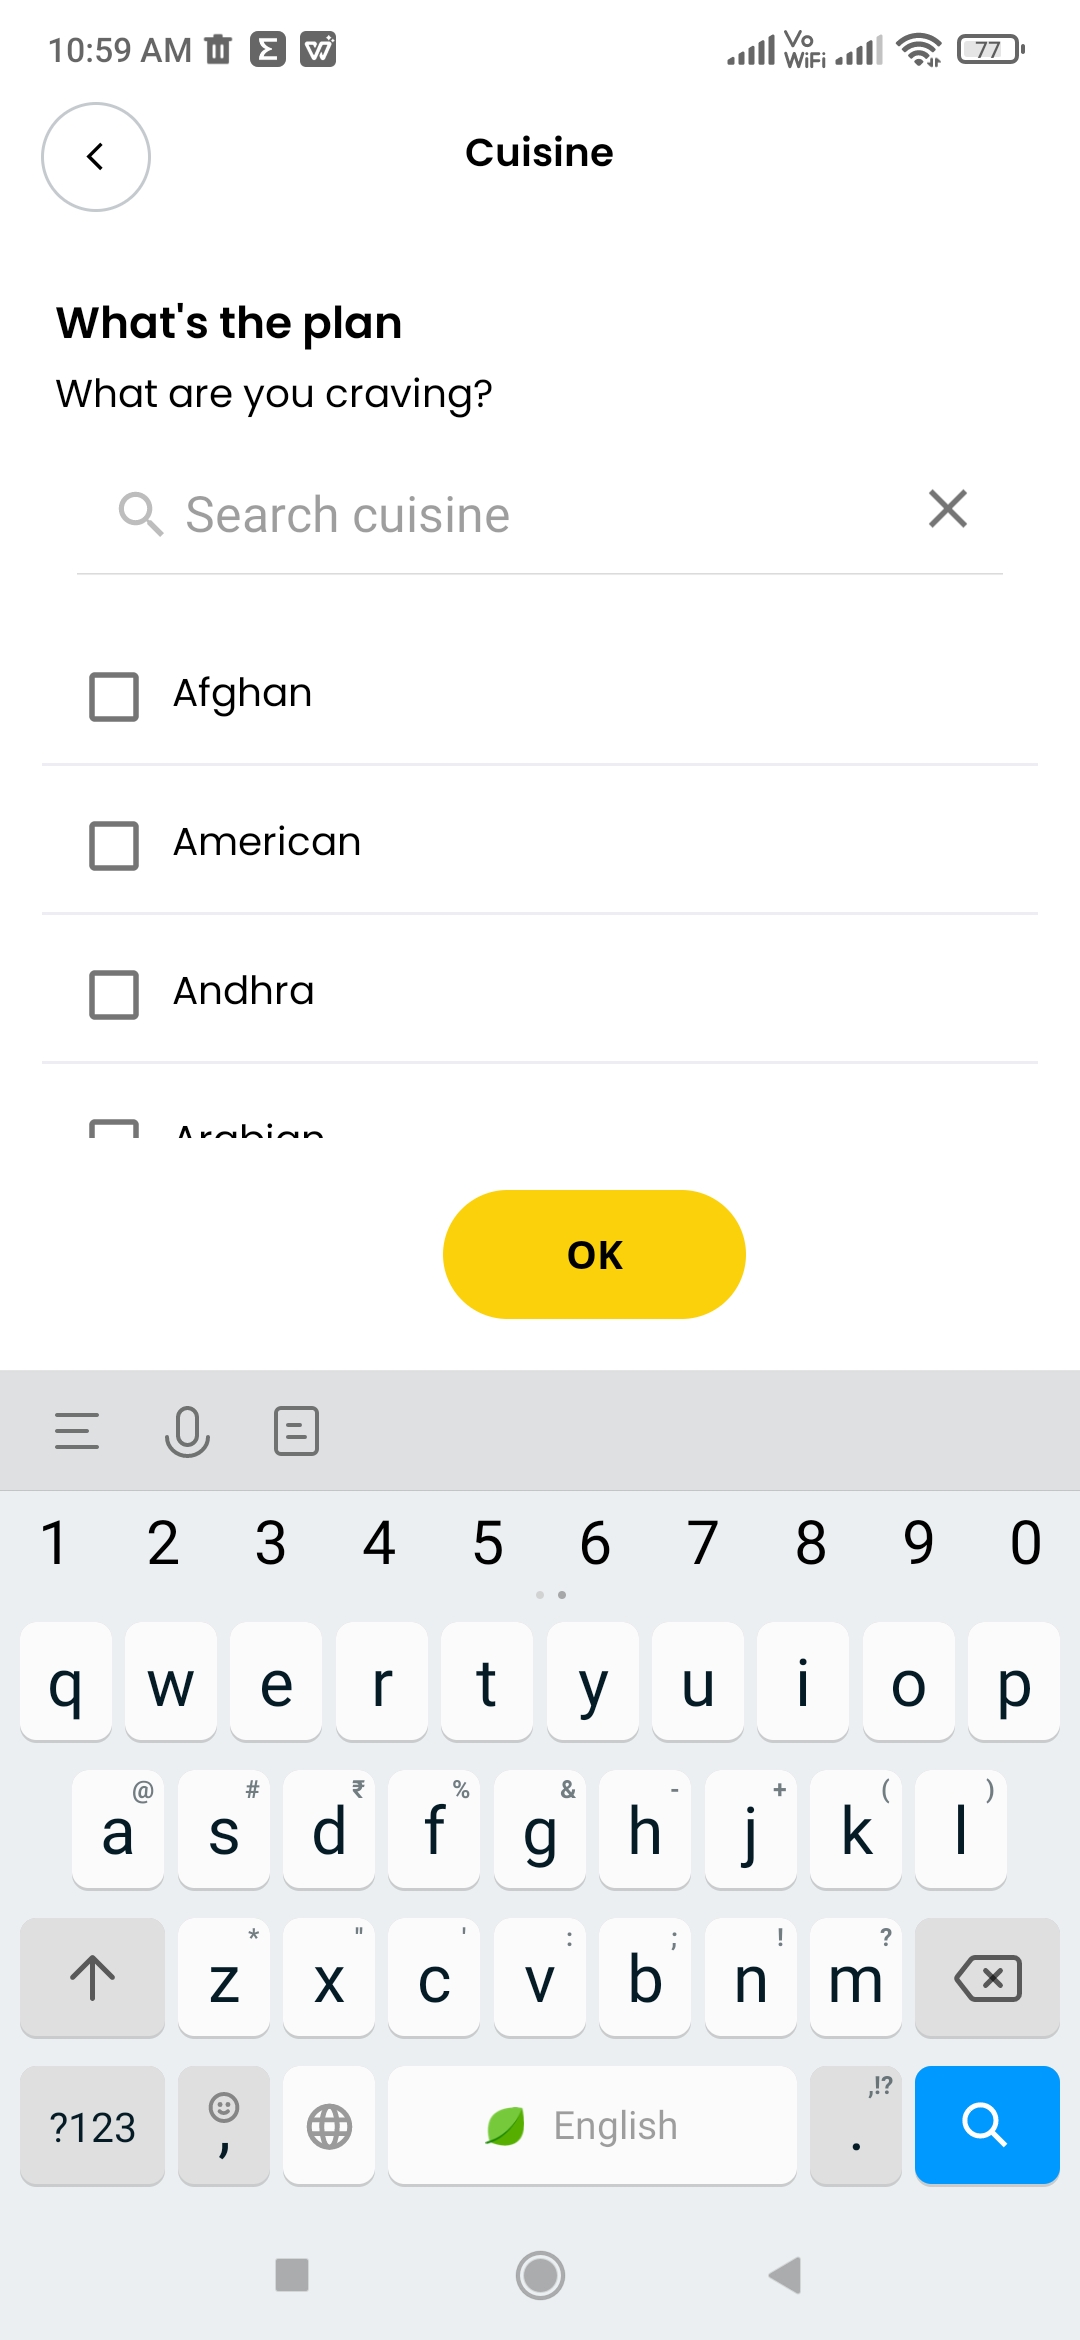 10:59 AM
Vo
WiFi
77
Cuisine
What's the plan
What are you craving?
Search cuisine
Afghan
American
Andhra
Arabian
OK
1 2 3 4 5 6 7 8 9 0
q w e r t y u i o p
@ # ₹ % & - + ( )
a s d f g h j k l
* " ' : ; ! ?
z x c v b n m
,!?
?123 , English .